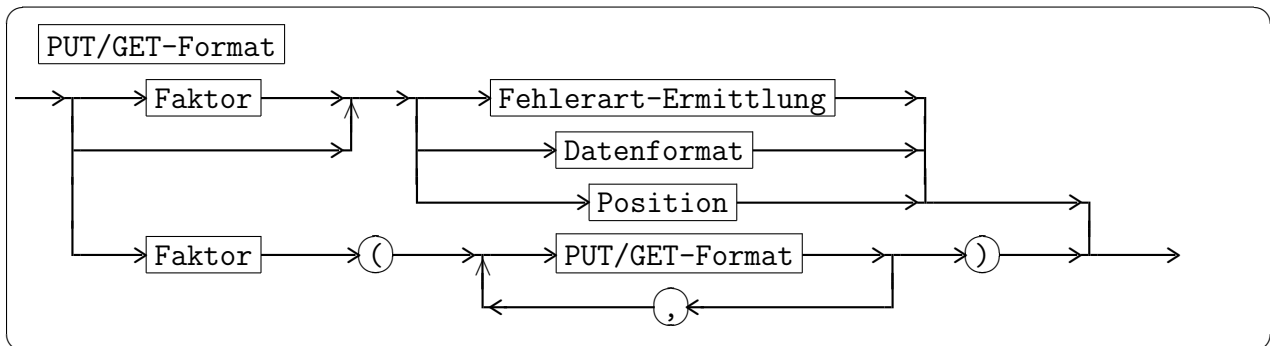 PUT/GET-Format
Faktor Fehlerart-Ermittlung
Datenformat
Position
Faktor ( PUT/GET-Format )
,